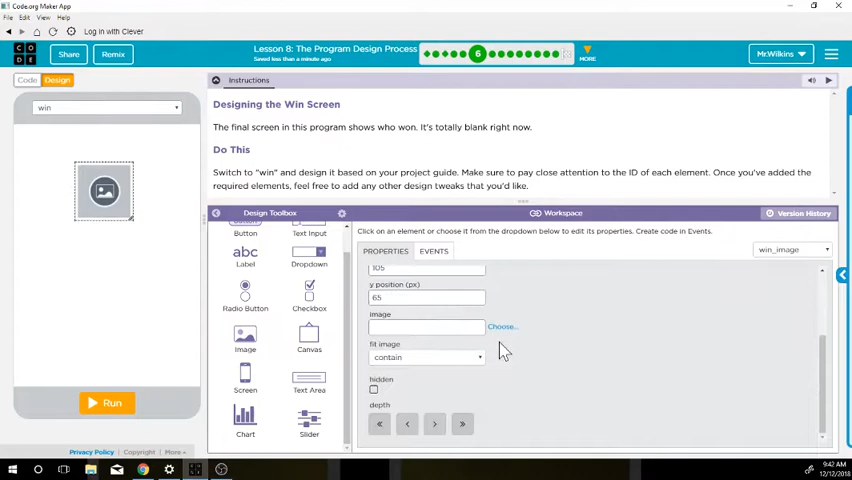 Code.org Maker App
File Edit View Help
Log in with Clever
C O
D E
Share
Remix
Lesson 8: The Program Design Process
Saved less than a minute ago
6
MORE
Mr.Wilkins
Code
Design
Instructions
win
Designing the Win Screen
The final screen in this program shows who won. It's totally blank right now.
Do This
Switch to "win" and design it based on your project guide. Make sure to pay close attention to the ID of each element. Once you've added the
required elements, feel free to add any other design tweaks that you'd like.
Design Toolbox
Workspace
Version History
Button
Text Input
abc
Label
Dropdown
Radio Button
Checkbox
Image
Canvas
Screen
Text Area
Chart
Slider
Click on an element or choose it from the dropdown below to edit its properties. Create code in Events.
PROPERTIES
EVENTS
win_image
105
y position (px)
65
image
Choose...
fit image
contain
hidden
depth
Run
Privacy Policy | Copyright | More
9:42 AM
12/12/2018